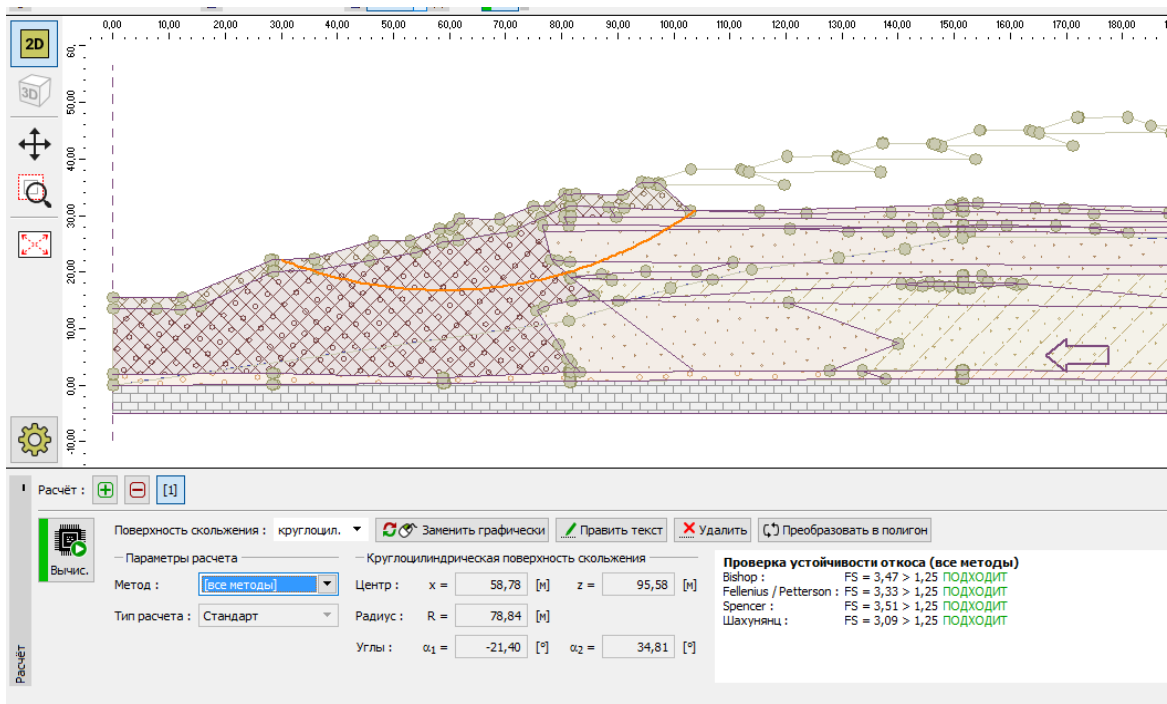 0,00 10,00 20,00 30,00 40,00 50,00 60,00 70,00 80,00 90,00 100,00 110,00 120,00 130,00 140,00 150,00 160,00 170,00 180,00
2D
60,
3D
50,00
40,00
30,00
20,00
10,00
0,00
-10,00
Расчёт : [1]
Вычис.
Поверхность скольжения : круглоцил. Заменить графически Править текст Удалить Преобразовать в полигон
Параметры расчета
Метод : [все методы]
Тип расчета : Стандарт
Круглоцилиндрическая поверхность скольжения
Центр : x = 58,78 [м] z = 95,58 [м]
Радиус : R = 78,84 [м]
Углы : α1 = -21,40 [°] α2 = 34,81 [°]
Проверка устойчивости откоса (все методы)
Bishop : FS = 3,47 > 1,25 ПОДХОДИТ
Fellenius / Petterson : FS = 3,33 > 1,25 ПОДХОДИТ
Spencer : FS = 3,51 > 1,25 ПОДХОДИТ
Шахунянц : FS = 3,09 > 1,25 ПОДХОДИТ
Расчёт